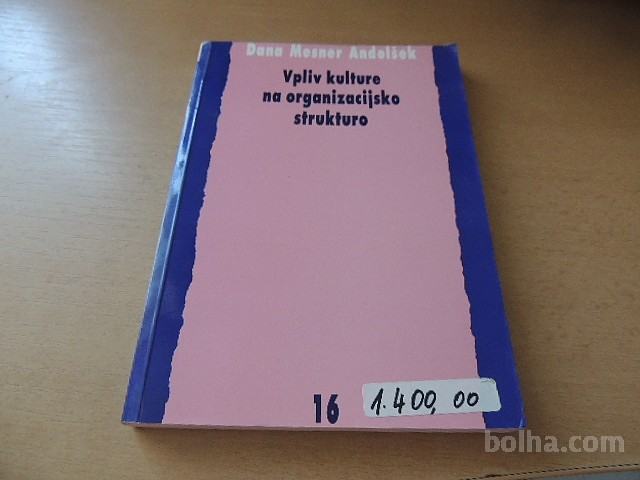 Dana Mesner Andolšek
Vpliv kulture
na organizacijsko
strukturo
16
1.400,00
bolha.com